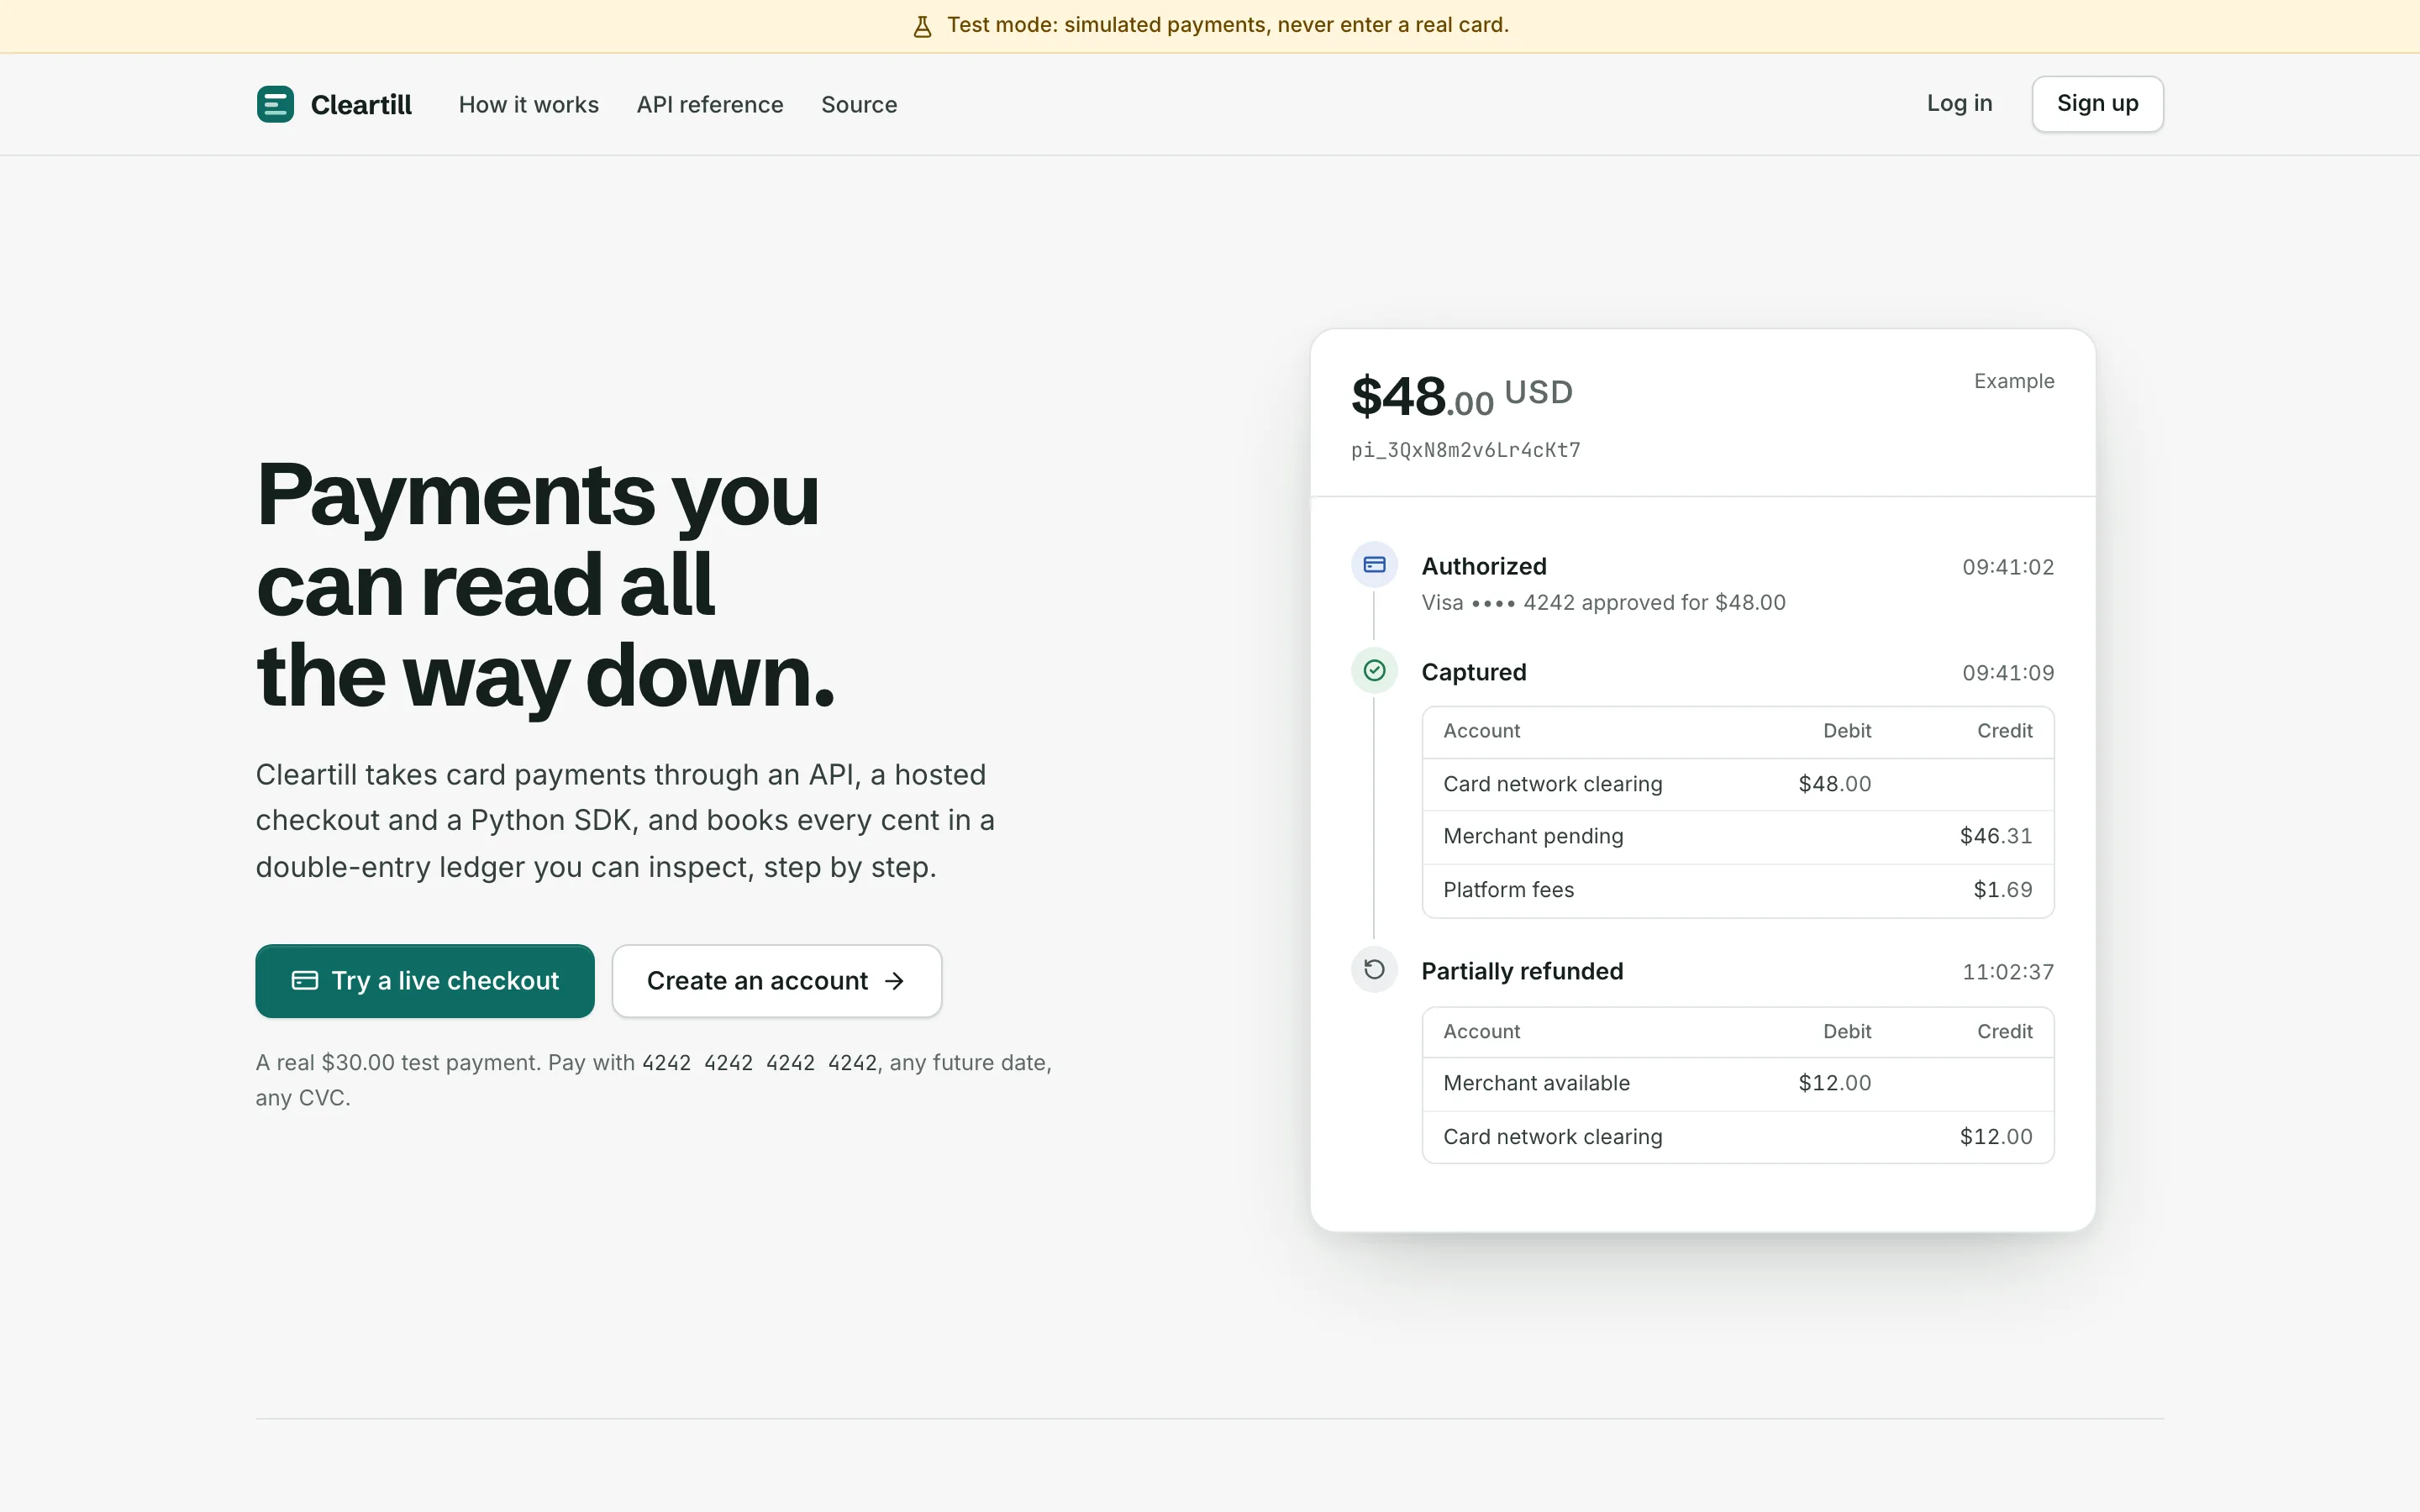 Test mode: simulated payments, never enter a real card.
Cleartill How it works API reference Source Log in Sign up
Payments you
can read all
the way down.
Cleartill takes card payments through an API, a hosted
checkout and a Python SDK, and books every cent in a
double-entry ledger you can inspect, step by step.
Try a live checkout
Create an account →
A real $30.00 test payment. Pay with 4242 4242 4242 4242, any future date,
any CVC.
$48.00 USD
Example
pi_3QxN8m2v6Lr4cKt7
Authorized 09:41:02
Visa •••• 4242 approved for $48.00
Captured 09:41:09
Account Debit Credit
Card network clearing $48.00
Merchant pending $46.31
Platform fees $1.69
Partially refunded 11:02:37
Account Debit Credit
Merchant available $12.00
Card network clearing $12.00